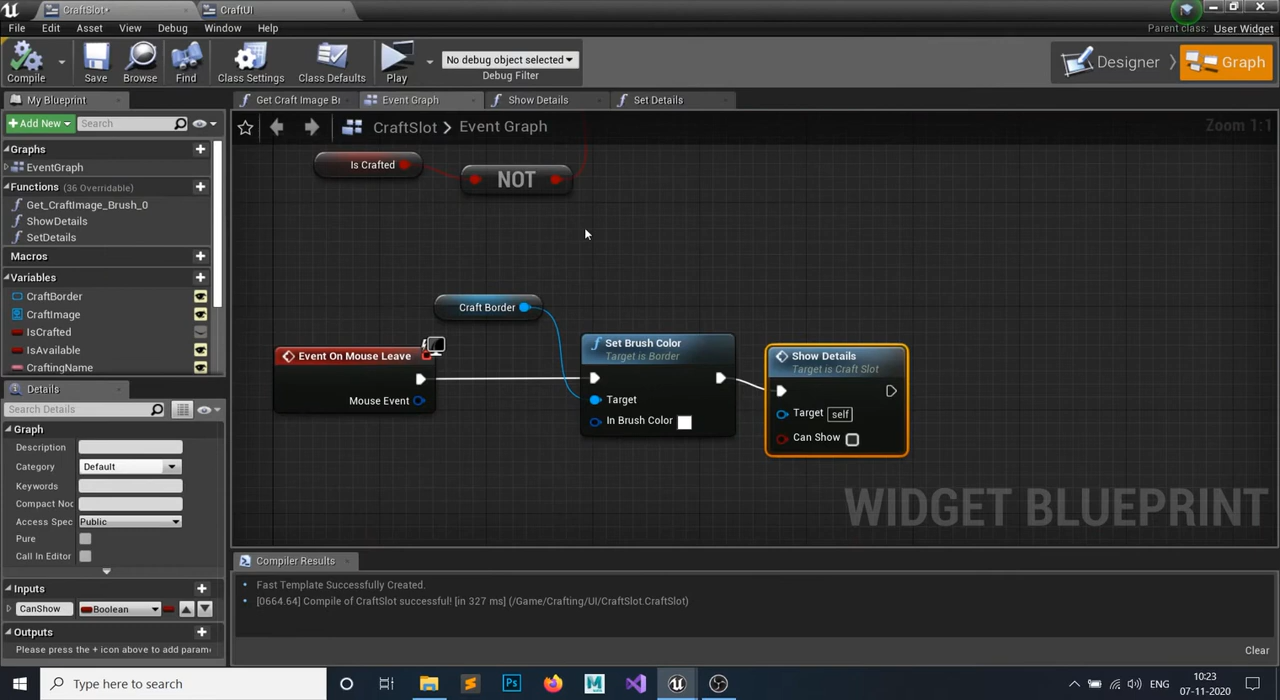 CraftSlot*
CraftUI
File Edit Asset View Debug Window Help
Parent class: User Widget
Compile Save Browse Find Class Settings Class Defaults Play
No debug object selected
Debug Filter
Designer Graph
My Blueprint
Get Craft Image Br Event Graph Show Details Set Details
Add New Search
CraftSlot Event Graph
Zoom 1:1
Graphs
EventGraph
Functions (36 Overridable)
Get_CraftImage_Brush_0
ShowDetails
SetDetails
Macros
Variables
CraftBorder
CraftImage
IsCrafted
IsAvailable
CraftingName
Is Crafted
NOT
Craft Border
Event On Mouse Leave
Mouse Event
Set Brush Color
Target is Border
Target
In Brush Color
Show Details
Target is Craft Slot
Target self
Can Show
WIDGET BLUEPRINT
Details
Search Details
Graph
Description
Category Default
Keywords
Compact Noc
Access Spec Public
Pure
Call In Editor
Inputs
CanShow Boolean
Outputs
Please press the + icon above to add parame
Compiler Results
Fast Template Successfully Created.
[0664.64] Compile of CraftSlot successful! [in 327 ms] (/Game/Crafting/UI/CraftSlot.CraftSlot)
Clear
Type here to search
ENG
10:23
07-11-2020